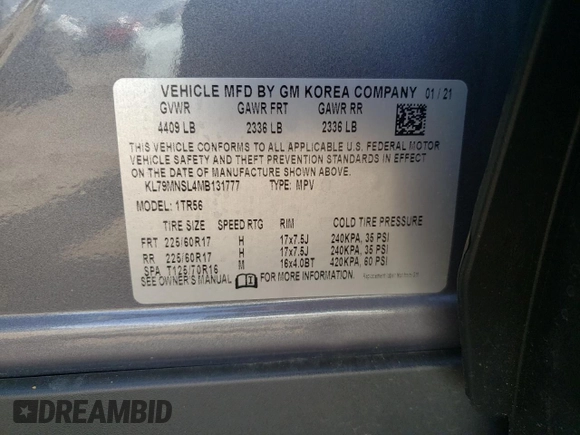 VEHICLE MFD BY GM KOREA COMPANY 01/21
GVWR GAWR FRT GAWR RR
4409 LB 2336 LB 2336 LB
THIS VEHICLE CONFORMS TO ALL APPLICABLE U.S. FEDERAL MOTOR
VEHICLE SAFETY AND THEFT PREVENTION STANDARDS IN EFFECT
ON THE DATE OF MANUFACTURE SHOWN ABOVE.
KL79MNSL4MB131777 TYPE: MPV
MODEL: 1TR56
TIRE SIZE SPEED RTG RIM COLD TIRE PRESSURE
FRT 225/60R17 H 17x7.5J 240KPA, 35 PSI
RR 225/60R17 H 17x7.5J 240KPA, 35 PSI
SPA T125/70R16 M 16x4.0BT 420KPA, 60 PSI
SEE OWNER'S MANUAL FOR MORE INFORMATION.
DREAMBID